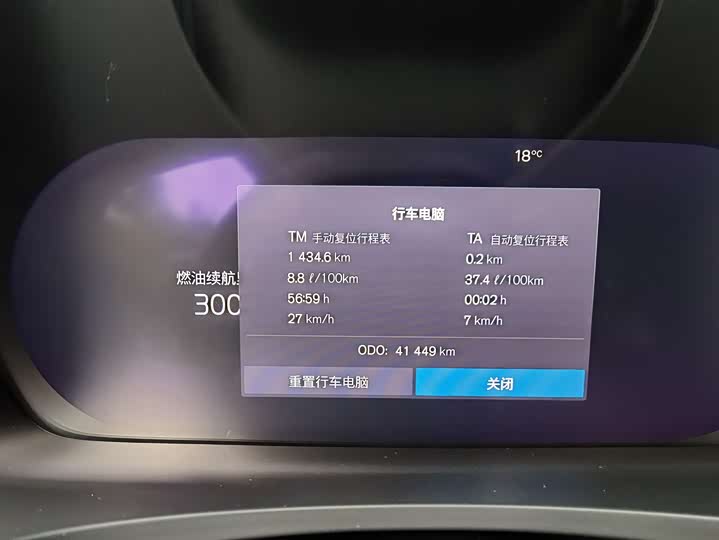 18°C
行车电脑
TM 手动复位行程表
TA 自动复位行程表
1 434.6 km
0.2 km
8.8 ℓ/100km
37.4 ℓ/100km
56:59 h
00:02 h
27 km/h
7 km/h
燃油续航
300
ODO: 41 449 km
重置行车电脑
关闭